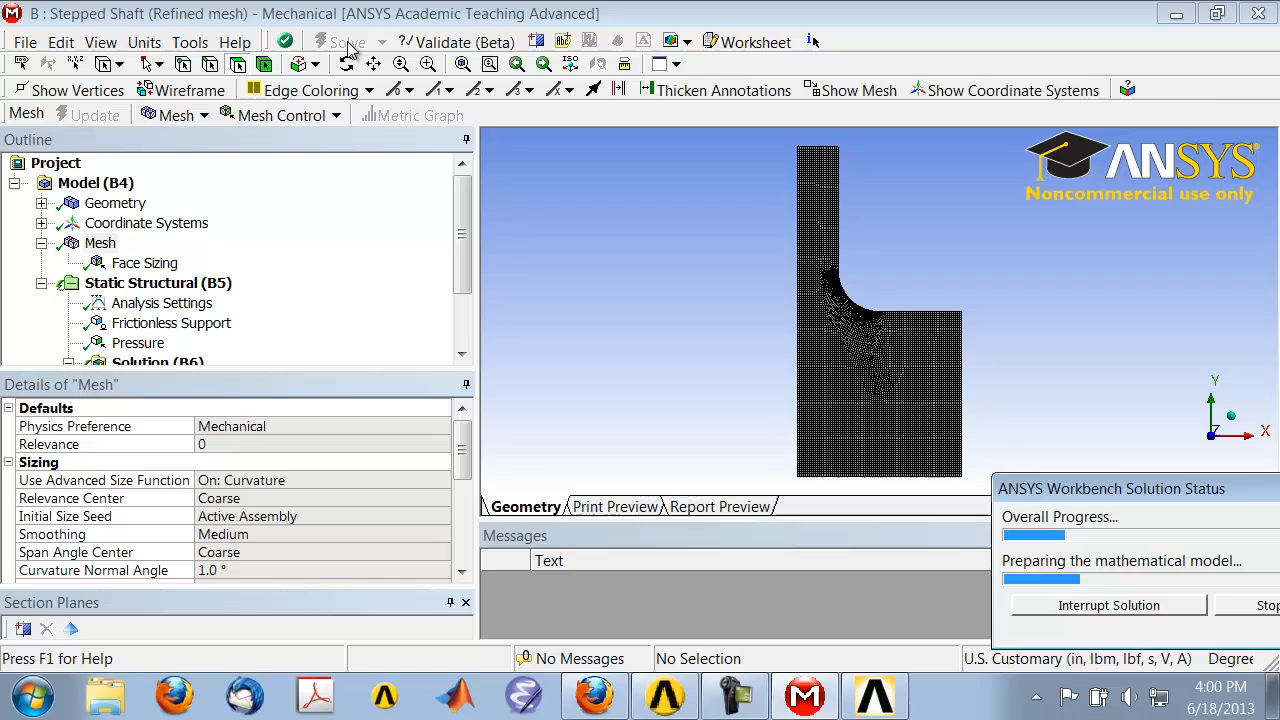 B : Stepped Shaft (Refined mesh) - Mechanical [ANSYS Academic Teaching Advanced]
File Edit View Units Tools Help Solve Validate (Beta) Worksheet
Show Vertices Wireframe Edge Coloring Thicken Annotations Show Mesh Show Coordinate Systems
Mesh Update Mesh Mesh Control Metric Graph
Outline
Project
Model (B4)
Geometry
Coordinate Systems
Mesh
Face Sizing
Static Structural (B5)
Analysis Settings
Frictionless Support
Pressure
Solution (B6)
Details of "Mesh"
Defaults
Physics Preference Mechanical
Relevance 0
Sizing
Use Advanced Size Function On: Curvature
Relevance Center Coarse
Initial Size Seed Active Assembly
Smoothing Medium
Span Angle Center Coarse
Curvature Normal Angle 1.0 °
Section Planes
ANSYS
Noncommercial use only
Y
X
Z
Geometry Print Preview Report Preview
Messages
Text
ANSYS Workbench Solution Status
Overall Progress...
Preparing the mathematical model...
Interrupt Solution Stop
Press F1 for Help 0 No Messages No Selection U.S. Customary (in, lbm, lbf, s, V, A) Degree
4:00 PM
6/18/2013